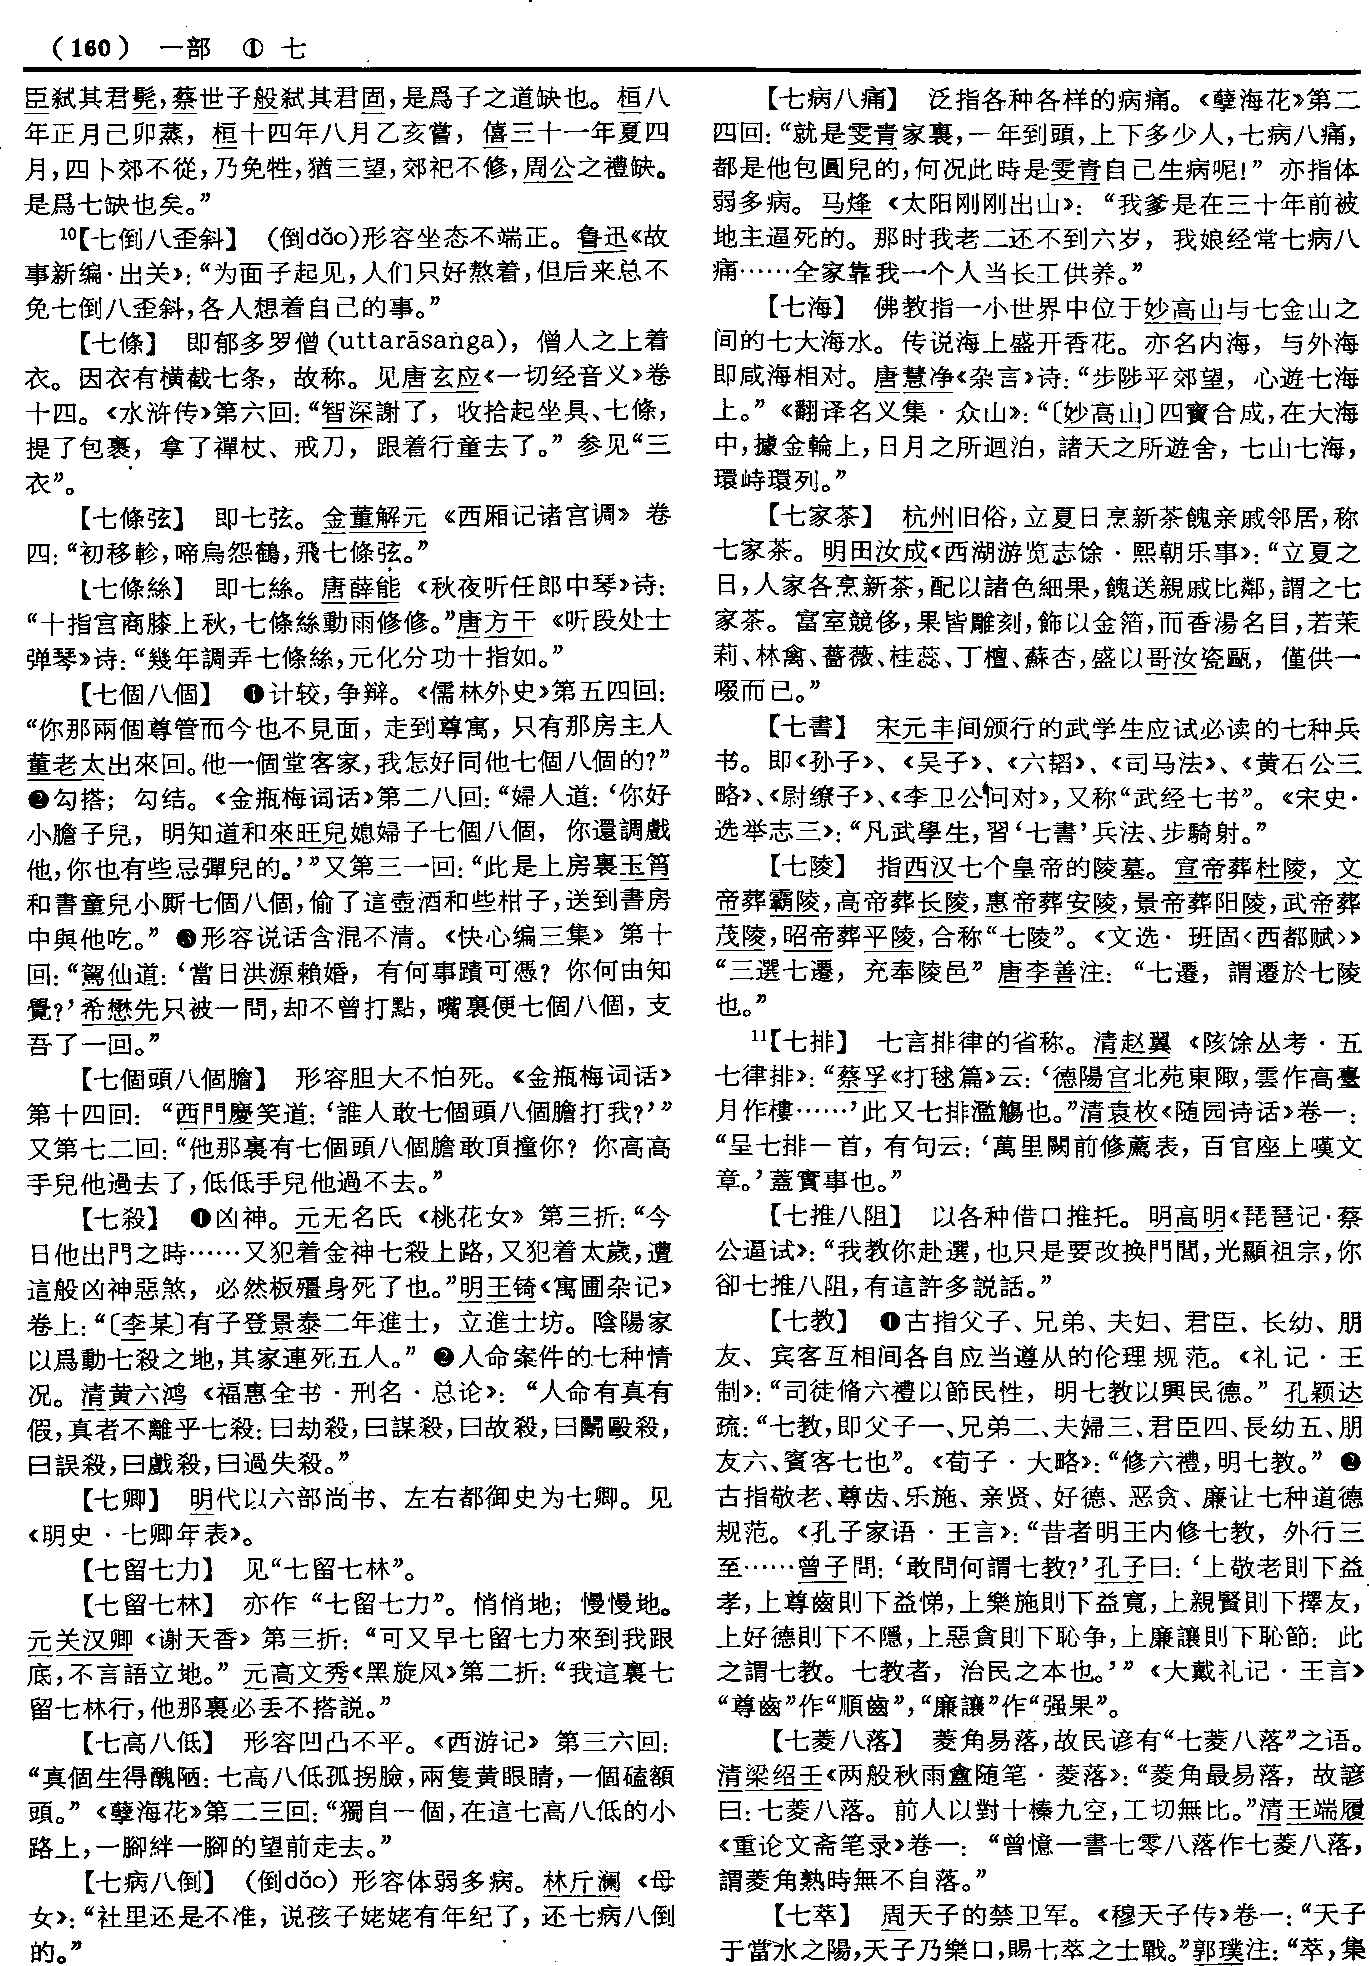 （160） 一部 ① 七
臣弑其君髡，蔡世子般弑其君固，是爲子之道缺也。桓八
年正月己卯蒸，桓十四年八月乙亥嘗，僖三十一年夏四
月，四卜郊不從，乃免牲，猶三望，郊祀不修，周公之禮缺。
是爲七缺也矣。”
10【七倒八歪斜】 （倒dǎo）形容坐态不端正。鲁迅《故
事新编·出关》：“为面子起见，人们只好熬着，但后来总不
免七倒八歪斜，各人想着自己的事。”
【七條】 即郁多罗僧（uttarāsaṅga），僧人之上着
衣。因衣有横截七条，故称。见唐玄应《一切经音义》卷
十四。《水浒传》第六回：“智深謝了，收拾起坐具、七條，
提了包裹，拿了禪杖、戒刀，跟着行童去了。”参见“三
衣”。
【七條弦】 即七弦。金董解元《西厢记诸宫调》卷
四：“初移軫，啼烏怨鶴，飛七條弦。”
【七條絲】 即七絲。唐薛能《秋夜听任郎中琴》诗：
“十指宫商膝上秋，七條絲動雨修修。”唐方干《听段处士
弹琴》诗：“幾年調弄七條絲，元化分功十指如。”
【七個八個】 ❶计较，争辩。《儒林外史》第五四回：
“你那兩個尊管而今也不見面，走到尊寓，只有那房主人
董老太出來回。他一個堂客家，我怎好同他七個八個的？”
❷勾搭；勾结。《金瓶梅词话》第二八回：“婦人道：‘你好
小膽子兒，明知道和來旺兒媳婦子七個八個，你還調戲
他，你也有些忌彈兒的。’”又第三一回：“此是上房裏玉筲
和書童兒小厮七個八個，偷了這壺酒和些柑子，送到書房
中與他吃。”❸形容说话含混不清。《快心编三集》第十
回：“駕仙道：‘當日洪源賴婚，有何事蹟可憑？你何由知
覺？’希懋先只被一問，却不曾打點，嘴裏便七個八個，支
吾了一回。”
【七個頭八個膽】 形容胆大不怕死。《金瓶梅词话》
第十四回：“西門慶笑道：‘誰人敢七個頭八個膽打我？’”
又第七二回：“他那裏有七個頭八個膽敢頂撞你？你高高
手兒他過去了，低低手兒他過不去。”
【七殺】 ❶凶神。元无名氏《桃花女》第三折：“今
日他出門之時……又犯着金神七殺上路，又犯着太歲，遭
這般凶神惡煞，必然板殭身死了也。”明王锜《寓圃杂记》
卷上：“〔李某〕有子登景泰二年進士，立進士坊。陰陽家
以爲動七殺之地，其家連死五人。”❷人命案件的七种情
况。清黄六鸿《福惠全书·刑名·总论》：“人命有真有
假，真者不離乎七殺：曰劫殺，曰謀殺，曰故殺，曰鬭毆殺，
曰誤殺，曰戲殺，曰過失殺。”
【七卿】 明代以六部尚书、左右都御史为七卿。见
《明史·七卿年表》。
【七留七力】 见“七留七林”。
【七留七林】 亦作“七留七力”。悄悄地；慢慢地。
元关汉卿《谢天香》第三折：“可又早七留七力來到我跟
底，不言語立地。”元高文秀《黑旋风》第二折：“我這裏七
留七林行，他那裏必丢不搭説。”
【七高八低】 形容凹凸不平。《西游记》第三六回：
“真個生得醜陋：七高八低孤拐臉，兩隻黄眼睛，一個磕額
頭。”《孽海花》第二三回：“獨自一個，在這七高八低的小
路上，一腳絆一腳的望前走去。”
【七病八倒】 （倒dǎo）形容体弱多病。林斤澜《母
女》：“社里还是不准，说孩子姥姥有年纪了，还七病八倒
的。”
【七病八痛】 泛指各种各样的病痛。《孽海花》第二
四回：“就是雯青家裏，一年到頭，上下多少人，七病八痛，
都是他包圓兒的，何况此時是雯青自己生病呢！”亦指体
弱多病。马烽《太阳刚刚出山》：“我爹是在三十年前被
地主逼死的。那时我老二还不到六岁，我娘经常七病八
痛……全家靠我一个人当长工供养。”
【七海】 佛教指一小世界中位于妙高山与七金山之
间的七大海水。传说海上盛开香花。亦名内海，与外海
即咸海相对。唐慧净《杂言》诗：“步陟平郊望，心遊七海
上。”《翻译名义集·众山》：“〔妙高山〕四寶合成，在大海
中，據金輪上，日月之所迴泊，諸天之所遊舍，七山七海，
環峙環列。”
【七家茶】 杭州旧俗，立夏日烹新茶餽亲戚邻居，称
七家茶。明田汝成《西湖游览志馀·熙朝乐事》：“立夏之
日，人家各烹新茶，配以諸色細果，餽送親戚比鄰，謂之七
家茶。富室競侈，果皆雕刻，飾以金箔，而香湯名目，若茉
莉、林禽、薔薇、桂蕊、丁檀、蘇杏，盛以哥汝瓷甌，僅供一
啜而已。”
【七書】 宋元丰间颁行的武学生应试必读的七种兵
书。即《孙子》、《吴子》、《六韬》、《司马法》、《黄石公三
略》、《尉缭子》、《李卫公问对》，又称“武经七书”。《宋史·
选举志三》：“凡武學生，習‘七書’兵法、步騎射。”
【七陵】 指西汉七个皇帝的陵墓。宣帝葬杜陵，文
帝葬霸陵，高帝葬长陵，惠帝葬安陵，景帝葬阳陵，武帝葬
茂陵，昭帝葬平陵，合称“七陵”。《文选·班固〈西都赋〉》
“三選七遷，充奉陵邑”唐李善注：“七遷，謂遷於七陵
也。”
11【七排】 七言排律的省称。清赵翼《陔馀丛考·五
七律排》：“蔡孚《打毬篇》云：‘德陽宫北苑東陬，雲作高臺
月作樓……’此又七排濫觴也。”清袁枚《随园诗话》卷一：
“呈七排一首，有句云：‘萬里闕前修薦表，百官座上嘆文
章。’蓋實事也。”
【七推八阻】 以各种借口推托。明高明《琵琶记·蔡
公逼试》：“我教你赴選，也只是要改换門閭，光顯祖宗，你
卻七推八阻，有這許多説話。”
【七教】 ❶古指父子、兄弟、夫妇、君臣、长幼、朋
友、宾客互相间各自应当遵从的伦理规范。《礼记·王
制》：“司徒脩六禮以節民性，明七教以興民德。”孔颖达
疏：“七教，即父子一、兄弟二、夫婦三、君臣四、長幼五、朋
友六、賓客七也”。《荀子·大略》：“修六禮，明七教。”❷
古指敬老、尊齿、乐施、亲贤、好德、恶贪、廉让七种道德
规范。《孔子家语·王言》：“昔者明王内修七教，外行三
至……曾子問：‘敢問何謂七教？’孔子曰：‘上敬老則下益
孝，上尊齒則下益悌，上樂施則下益寬，上親賢則下擇友，
上好德則下不隱，上惡貪則下恥争，上廉讓則下恥節：此
之謂七教。七教者，治民之本也。’”《大戴礼记·王言》
“尊齒”作“順齒”，“廉讓”作“强果”。
【七菱八落】 菱角易落，故民谚有“七菱八落”之语。
清梁绍壬《两般秋雨盦随笔·菱落》：“菱角最易落，故諺
曰：七菱八落。前人以對十榛九空，工切無比。”清王端履
《重论文斋笔录》卷一：“曾憶一書七零八落作七菱八落，
謂菱角熟時無不自落。”
【七萃】 周天子的禁卫军。《穆天子传》卷一：“天子
于當水之陽，天子乃樂口，賜七萃之士戰。”郭璞注：“萃，集